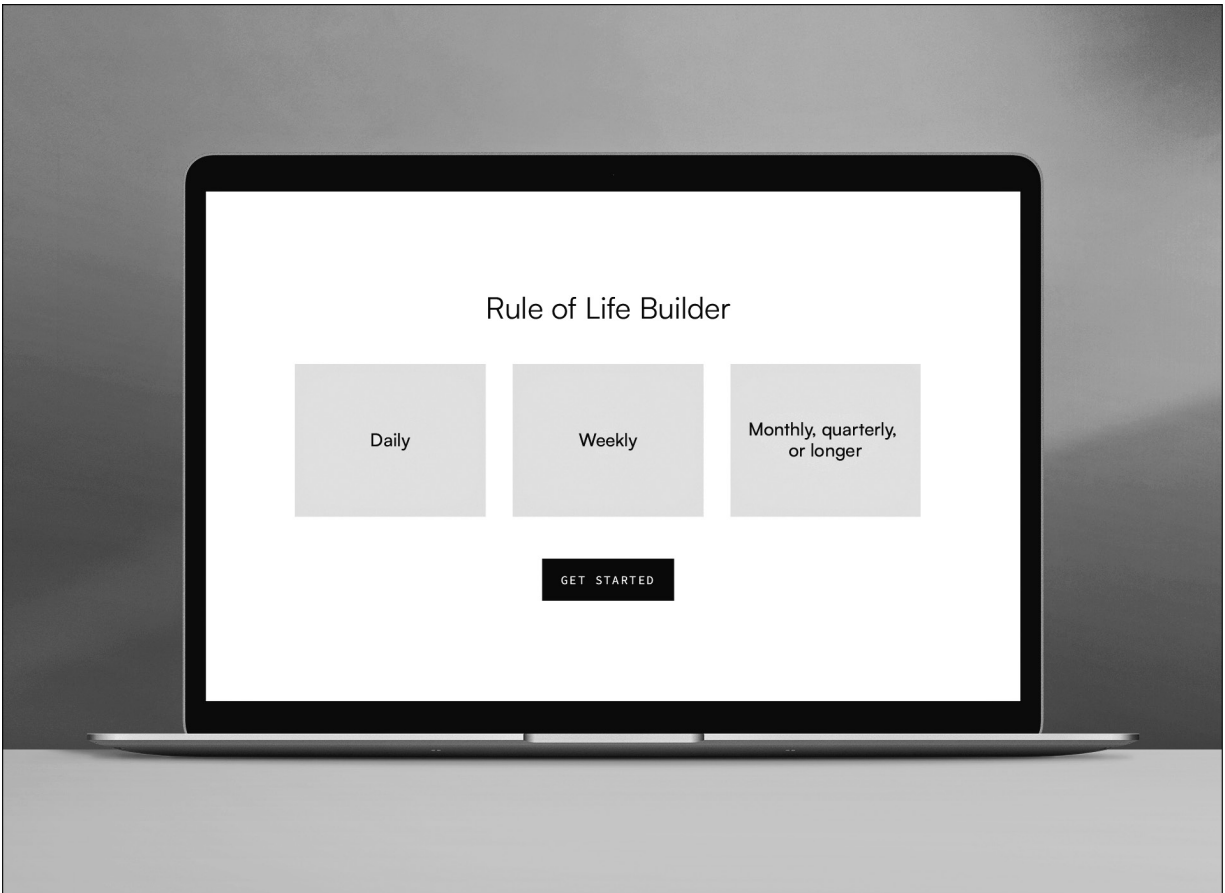 Rule of Life Builder
Daily
Weekly
Monthly, quarterly,
or longer
GET STARTED